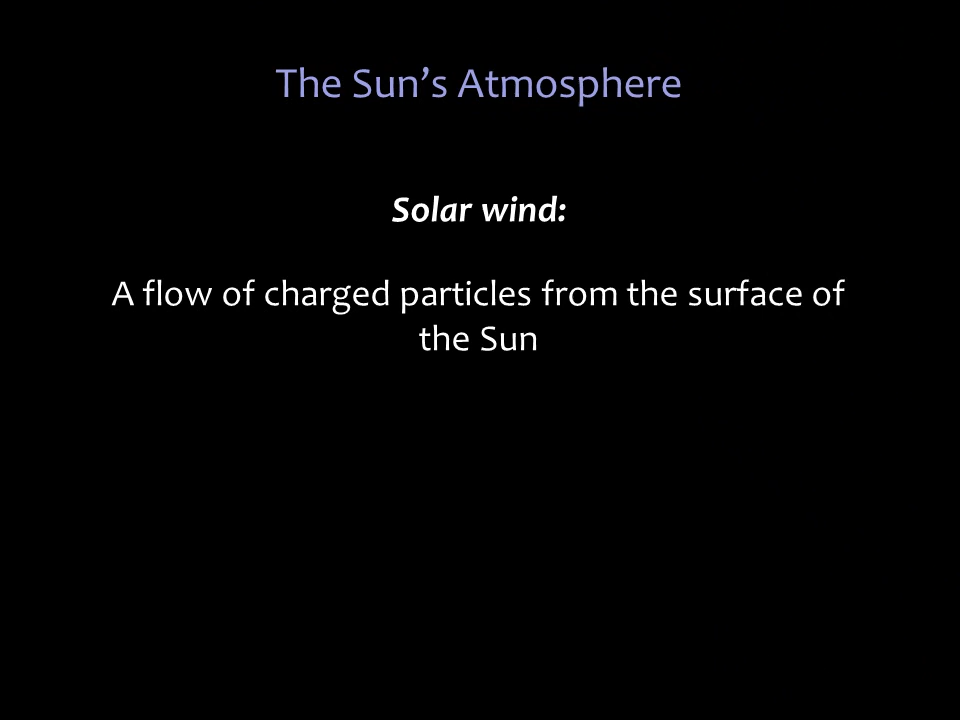 The Sun’s Atmosphere
Solar wind:
A flow of charged particles from the surface of
the Sun